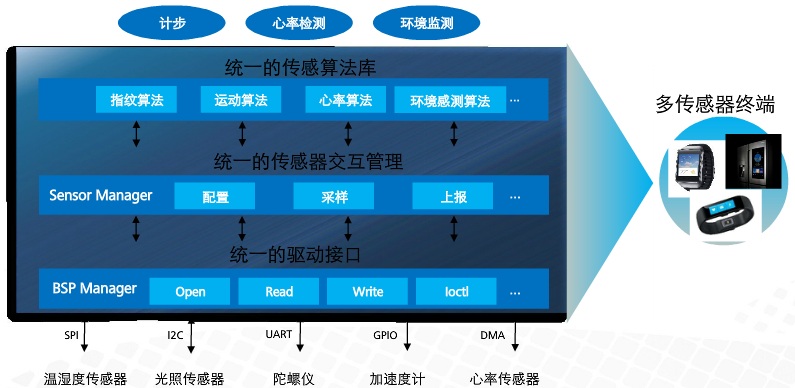 计步
心率检测
环境监测
统一的传感算法库
指纹算法
运动算法
心率算法
环境感测算法
...
多传感器终端
统一的传感器交互管理
Sensor Manager
配置
采样
上报
...
统一的驱动接口
BSP Manager
Open
Read
Write
Ioctl
...
SPI
I2C
UART
GPIO
DMA
温湿度传感器
光照传感器
陀螺仪
加速度计
心率传感器